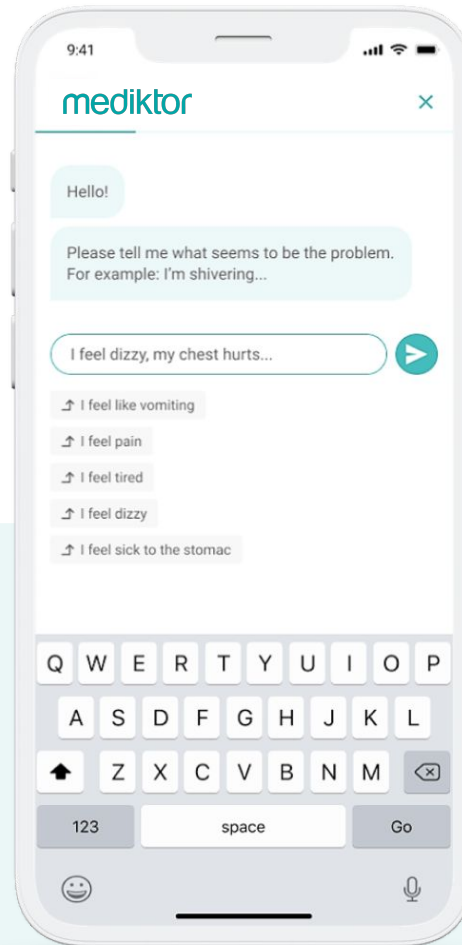 9:41
mediktor
Hello!
Please tell me what seems to be the problem.
For example: I'm shivering...
I feel dizzy, my chest hurts...
I feel like vomiting
I feel pain
I feel tired
I feel dizzy
I feel sick to the stomac
Q W E R T Y U I O P
A S D F G H J K L
Z X C V B N M
123 space Go